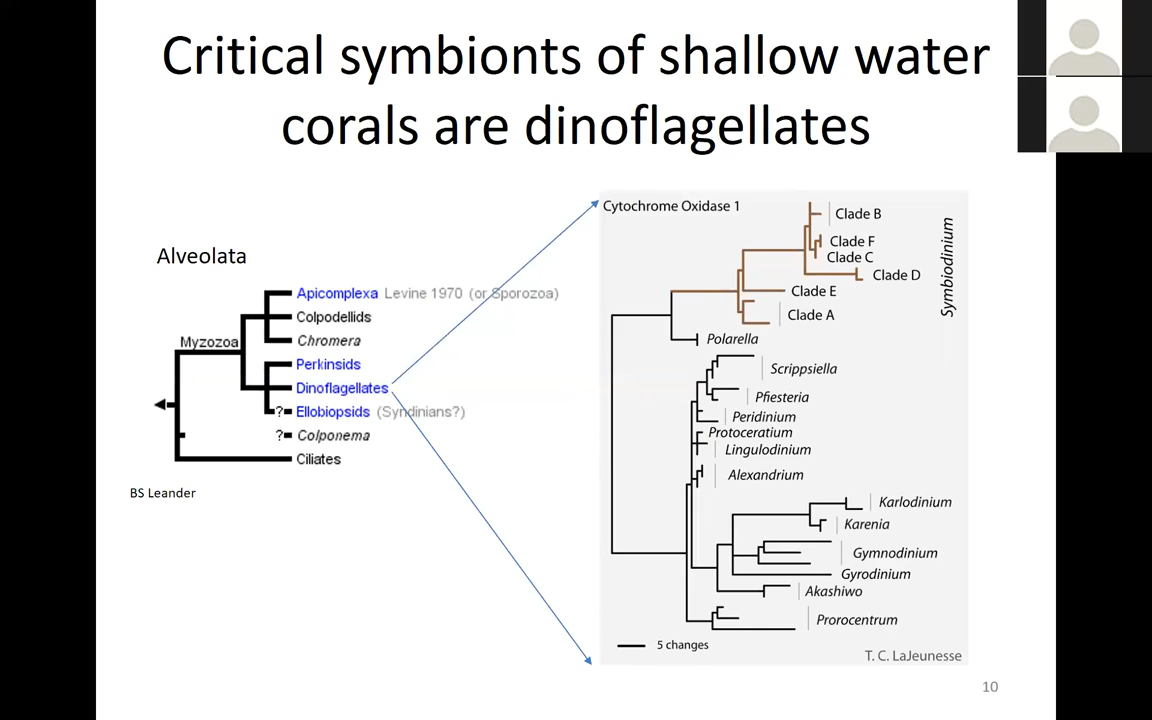 Critical symbionts of shallow water
corals are dinoflagellates
Alveolata
Apicomplexa Levine 1970 (or Sporozoa)
Colpodellids
Chromera
Myzozoa
Perkinsids
Dinoflagellates
? Ellobiopsids (Syndinians?)
? Colponema
Ciliates
BS Leander
Cytochrome Oxidase 1
Clade B
Clade F
Clade C
Clade D
Clade E
Clade A
Symbiodinium
Polarella
Scrippsiella
Pfiesteria
Peridinium
Protoceratium
Lingulodinium
Alexandrium
Karlodinium
Karenia
Gymnodinium
Gyrodinium
Akashiwo
Prorocentrum
5 changes
T. C. LaJeunesse
10